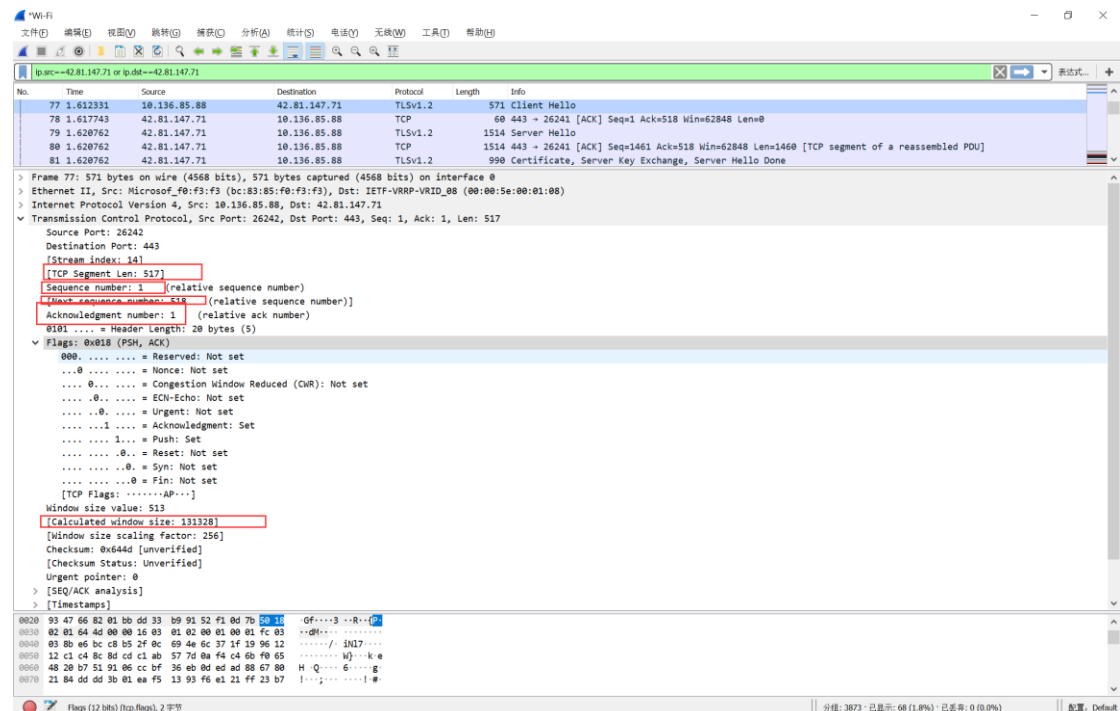 *Wi-Fi
文件(F) 编辑(E) 视图(V) 跳转(G) 捕获(C) 分析(A) 统计(S) 电话(Y) 无线(W) 工具(T) 帮助(H)
ip.src==42.81.147.71 or ip.dst==42.81.147.71 表达式… +
No. Time Source Destination Protocol Length Info
77 1.612331 10.136.85.88 42.81.147.71 TLSv1.2 571 Client Hello
78 1.617743 42.81.147.71 10.136.85.88 TCP 60 443 → 26241 [ACK] Seq=1 Ack=518 Win=62848 Len=0
79 1.620762 42.81.147.71 10.136.85.88 TLSv1.2 1514 Server Hello
80 1.620762 42.81.147.71 10.136.85.88 TCP 1514 443 → 26241 [ACK] Seq=1461 Ack=518 Win=62848 Len=1460 [TCP segment of a reassembled PDU]
81 1.620762 42.81.147.71 10.136.85.88 TLSv1.2 990 Certificate, Server Key Exchange, Server Hello Done
> Frame 77: 571 bytes on wire (4568 bits), 571 bytes captured (4568 bits) on interface 0
> Ethernet II, Src: Microsof_f0:f3:f3 (bc:83:85:f0:f3:f3), Dst: IETF-VRRP-VRID_08 (00:00:5e:00:01:08)
> Internet Protocol Version 4, Src: 10.136.85.88, Dst: 42.81.147.71
Transmission Control Protocol, Src Port: 26242, Dst Port: 443, Seq: 1, Ack: 1, Len: 517
Source Port: 26242
Destination Port: 443
[Stream index: 14]
[TCP Segment Len: 517]
Sequence number: 1 (relative sequence number)
[Next sequence number: 518 (relative sequence number)]
Acknowledgment number: 1 (relative ack number)
0101 .... = Header Length: 20 bytes (5)
Flags: 0x018 (PSH, ACK)
000. .... .... = Reserved: Not set
...0 .... .... = Nonce: Not set
.... 0... .... = Congestion Window Reduced (CWR): Not set
.... .0.. .... = ECN-Echo: Not set
.... ..0. .... = Urgent: Not set
.... ...1 .... = Acknowledgment: Set
.... .... 1... = Push: Set
.... .... .0.. = Reset: Not set
.... .... ..0. = Syn: Not set
.... .... ...0 = Fin: Not set
[TCP Flags: ·······AP···]
Window size value: 513
[Calculated window size: 131328]
[Window size scaling factor: 256]
Checksum: 0x644d [unverified]
[Checksum Status: Unverified]
Urgent pointer: 0
> [SEQ/ACK analysis]
> [Timestamps]
0020 93 47 66 82 01 bb dd 33 b9 91 52 f1 0d 7b 50 18 ·Gf····3 ··R··{P·
0030 02 01 64 4d 00 00 16 03 01 02 00 01 00 01 fc 03 ··dM···· ········
0040 03 8b e6 bc c8 b5 2f 0c 69 4e 6c 37 1f 19 96 12 ······/· iNl7····
0050 12 c1 c4 8c 8d cd c1 ab 57 7d 0a f4 c4 6b f0 65 ········ W}···k·e
0060 48 20 b7 51 91 06 cc bf 36 eb 0d ed ad 88 67 80 H ·Q···· 6·····g·
0070 21 84 dd dd 3b 01 ea f5 13 93 f6 e1 21 ff 23 b7 !···;··· ····!·#·
Flags (12 bits) (tcp.flags), 2 字节 分组: 3873 · 已显示: 68 (1.8%) · 已丢弃: 0 (0.0%) 配置: Default